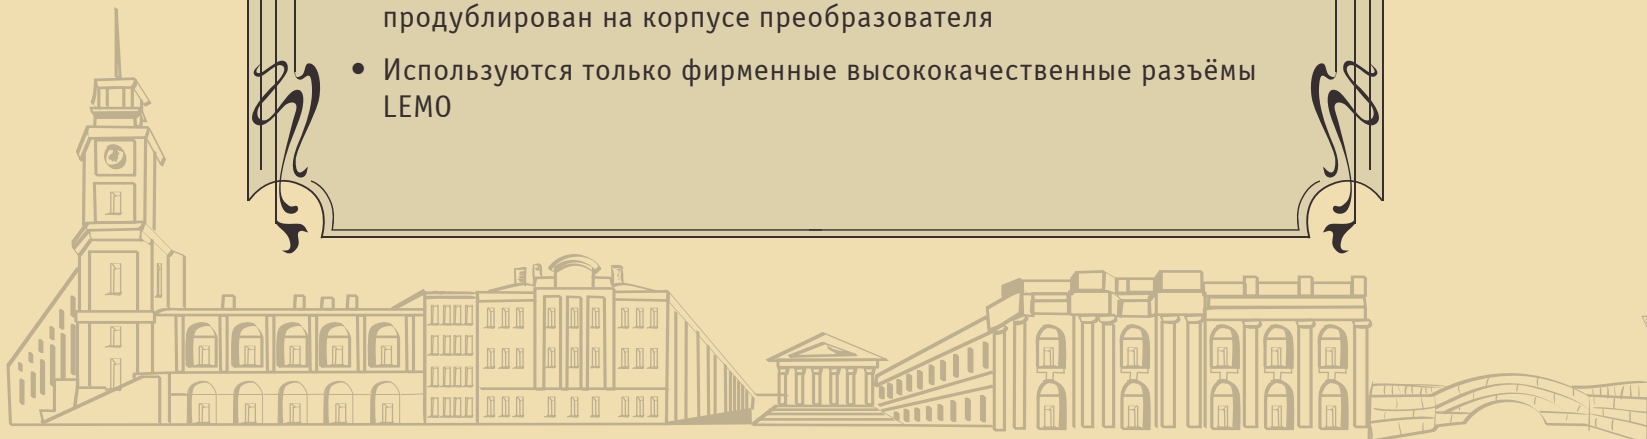 продублирован на корпусе преобразователя
• Используются только фирменные высококачественные разъёмы
LEMO